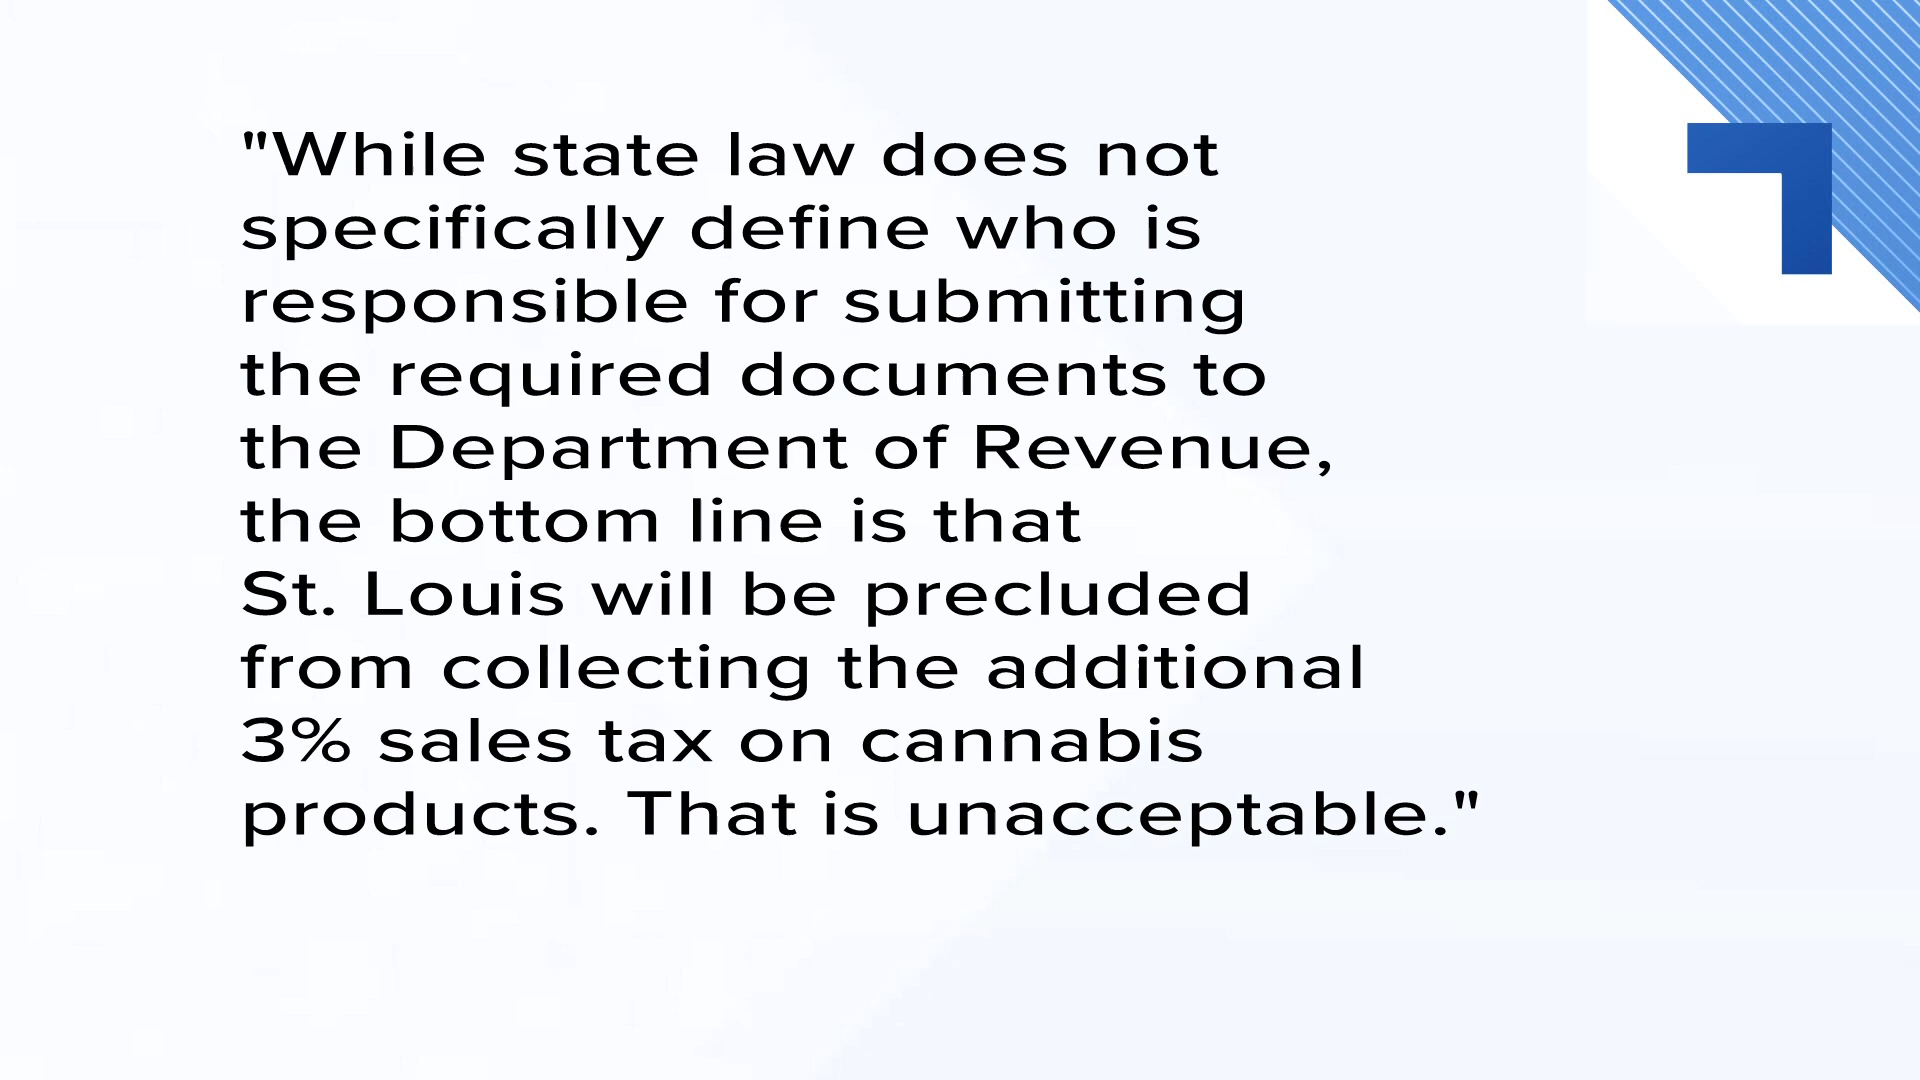 "While state law does not
specifically define who is
responsible for submitting
the required documents to
the Department of Revenue,
the bottom line is that
St. Louis will be precluded
from collecting the additional
3% sales tax on cannabis
products. That is unacceptable."